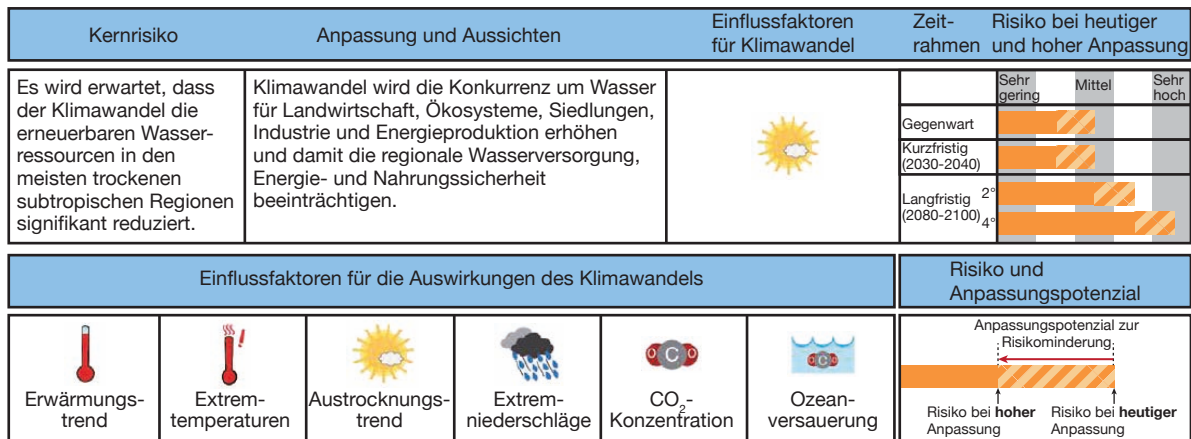 Kernrisiko
Anpassung und Aussichten
Einflussfaktoren
für Klimawandel
Zeit-
rahmen
Risiko bei heutiger
und hoher Anpassung
Es wird erwartet, dass
der Klimawandel die
erneuerbaren Wasser-
ressourcen in den
meisten trockenen
subtropischen Regionen
signifikant reduziert.
Klimawandel wird die Konkurrenz um Wasser
für Landwirtschaft, Ökosysteme, Siedlungen,
Industrie und Energieproduktion erhöhen
und damit die regionale Wasserversorgung,
Energie- und Nahrungssicherheit
beeinträchtigen.
Sehr
gering
Mittel
Sehr
hoch
Gegenwart
Kurzfristig
(2030-2040)
Langfristig
(2080-2100)
2°
4°
Einflussfaktoren für die Auswirkungen des Klimawandels
Risiko und
Anpassungspotenzial
Erwärmungs-
trend
Extrem-
temperaturen
Austrocknungs-
trend
Extrem-
niederschläge
O C O
CO₂-
Konzentration
O C O
Ozean-
versauerung
Anpassungspotenzial zur
Risikominderung
Risiko bei hoher
Anpassung
Risiko bei heutiger
Anpassung